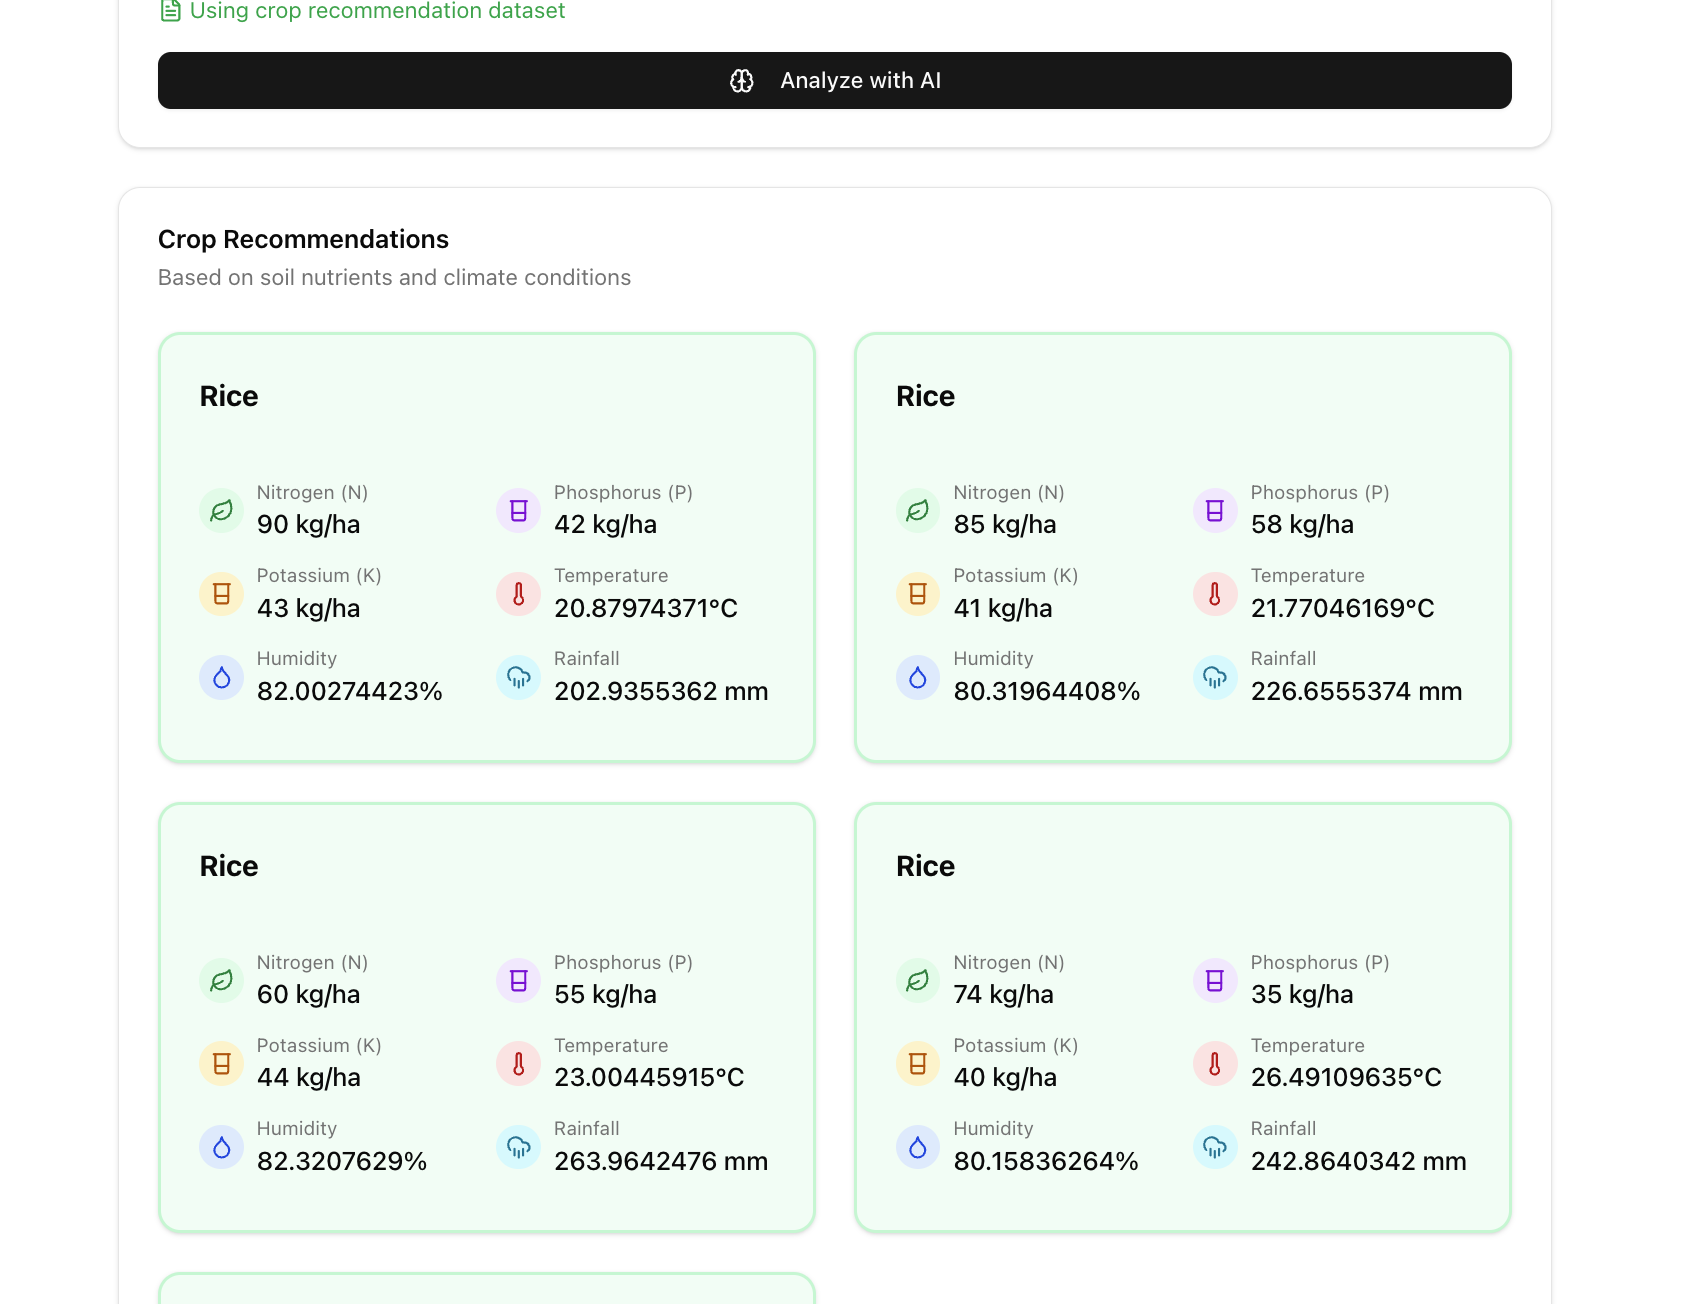 Using crop recommendation dataset
Analyze with AI
Crop Recommendations
Based on soil nutrients and climate conditions
Rice
Nitrogen (N)
90 kg/ha
Phosphorus (P)
42 kg/ha
Potassium (K)
43 kg/ha
Temperature
20.87974371°C
Humidity
82.00274423%
Rainfall
202.9355362 mm
Rice
Nitrogen (N)
85 kg/ha
Phosphorus (P)
58 kg/ha
Potassium (K)
41 kg/ha
Temperature
21.77046169°C
Humidity
80.31964408%
Rainfall
226.6555374 mm
Rice
Nitrogen (N)
60 kg/ha
Phosphorus (P)
55 kg/ha
Potassium (K)
44 kg/ha
Temperature
23.00445915°C
Humidity
82.3207629%
Rainfall
263.9642476 mm
Rice
Nitrogen (N)
74 kg/ha
Phosphorus (P)
35 kg/ha
Potassium (K)
40 kg/ha
Temperature
26.49109635°C
Humidity
80.15836264%
Rainfall
242.8640342 mm